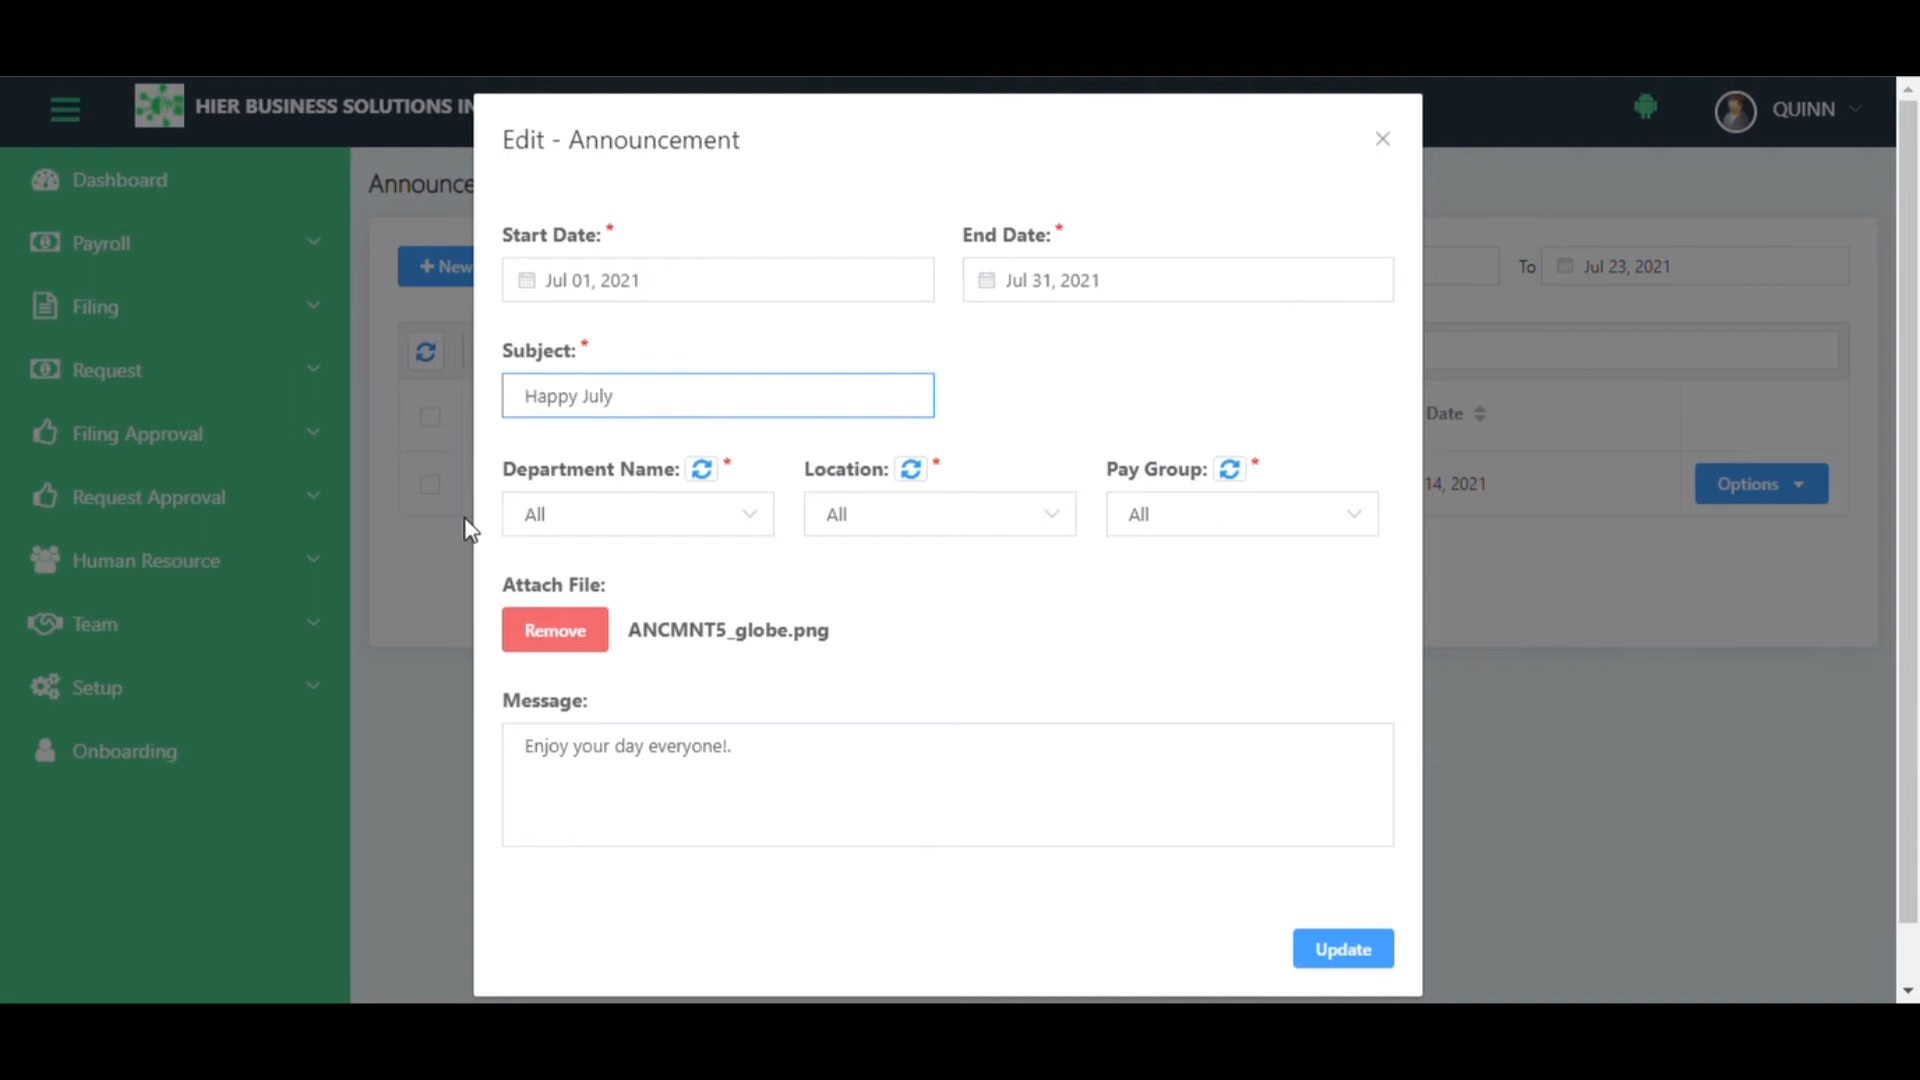 HIER BUSINESS SOLUTIONS IN
QUINN
Dashboard
Payroll
Filing
Request
Filing Approval
Request Approval
Human Resource
Team
Setup
Onboarding
Announce
+ New
To
Jul 23, 2021
Date
14, 2021
Options
Edit - Announcement
Start Date: *
End Date: *
Jul 01, 2021
Jul 31, 2021
Subject: *
Happy July
Department Name: *
Location: *
Pay Group: *
All
All
All
Attach File:
Remove
ANCMNT5_globe.png
Message:
Enjoy your day everyone!.
Update